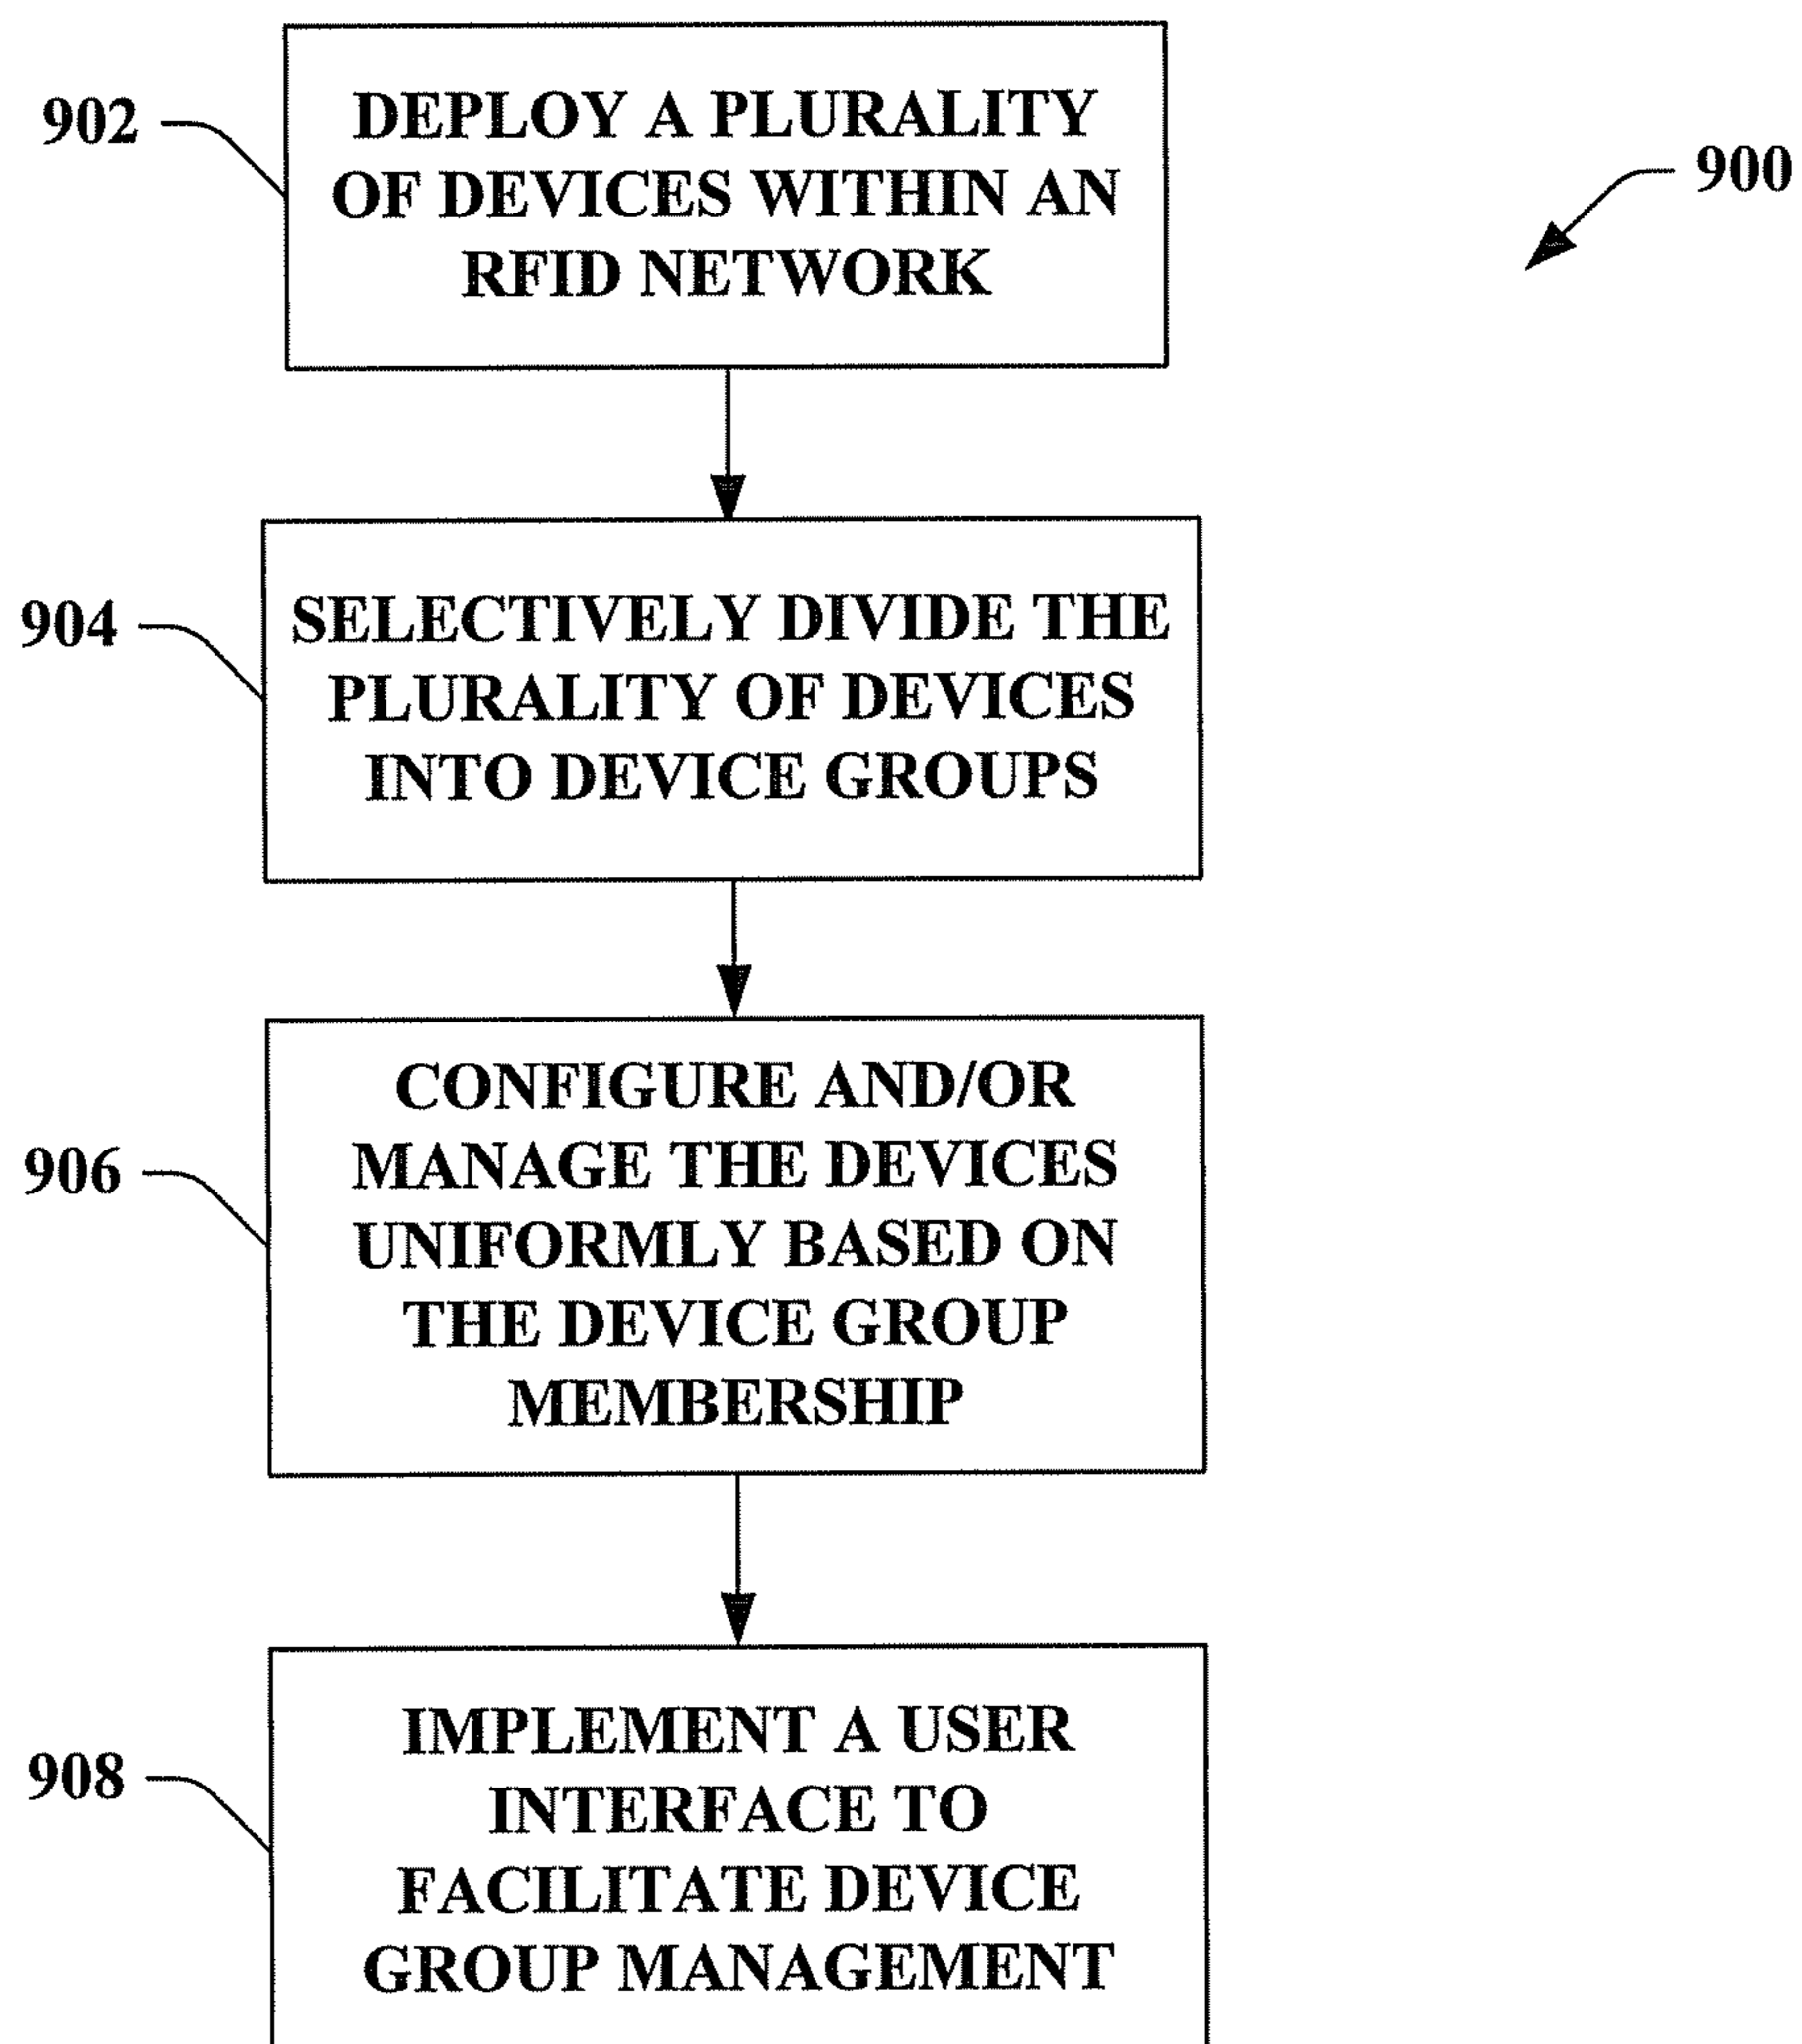 902
DEPLOY A PLURALITY
OF DEVICES WITHIN AN
RFID NETWORK
900
904
SELECTIVELY DIVIDE THE
PLURALITY OF DEVICES
INTO DEVICE GROUPS
906
CONFIGURE AND/OR
MANAGE THE DEVICES
UNIFORMLY BASED ON
THE DEVICE GROUP
MEMBERSHIP
908
IMPLEMENT A USER
INTERFACE TO
FACILITATE DEVICE
GROUP MANAGEMENT